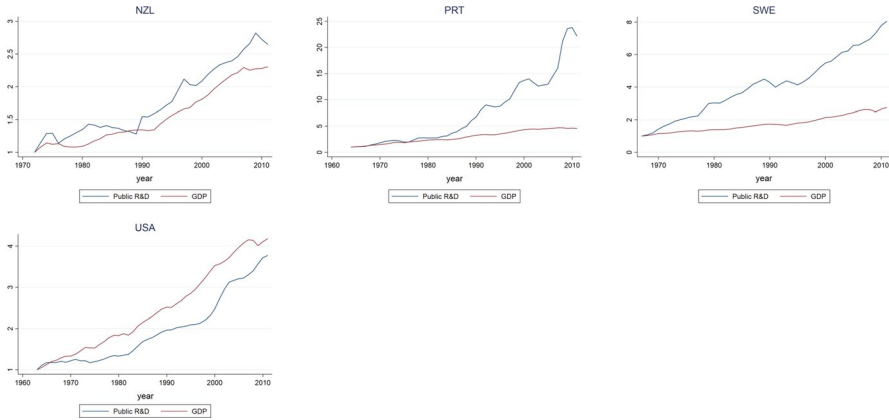 NZL
3
2.5
2
1.5
1
1970 1980 1990 2000 2010
year
Public R&D GDP
PRT
25
20
15
10
5
0
1960 1970 1980 1990 2000 2010
year
Public R&D GDP
SWE
8
6
4
2
0
1970 1980 1990 2000 2010
year
Public R&D GDP
USA
4
3
2
1
1960 1970 1980 1990 2000 2010
year
Public R&D GDP